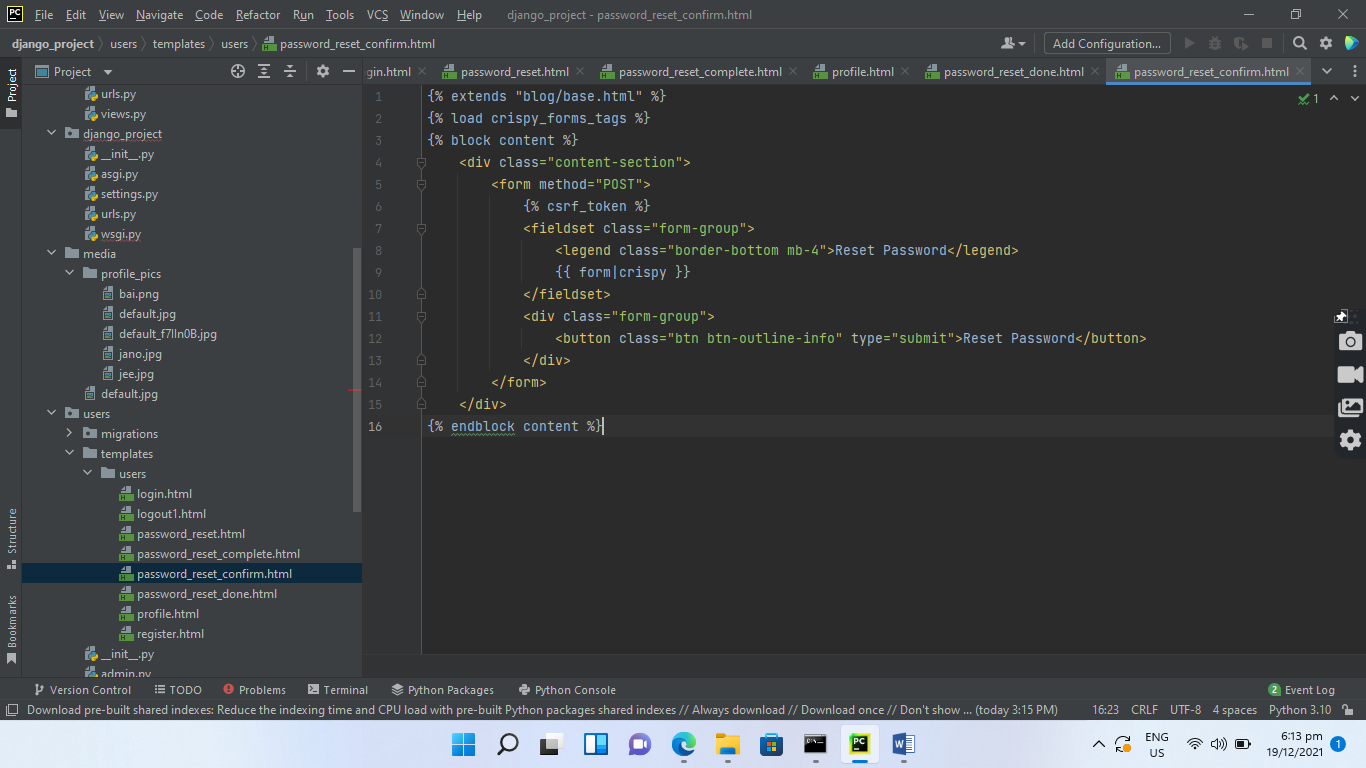 PC File Edit View Navigate Code Refactor Run Tools VCS Window Help django_project - password_reset_confirm.html
django_project users templates users password_reset_confirm.html Add Configuration...
Project gin.html password_reset.html password_reset_complete.html profile.html password_reset_done.html password_reset_confirm.html
Project
Structure
Bookmarks
urls.py
views.py
django_project
__init__.py
asgi.py
settings.py
urls.py
wsgi.py
media
profile_pics
bai.png
default.jpg
default_f7lIn0B.jpg
jano.jpg
jee.jpg
default.jpg
users
migrations
templates
users
login.html
logout1.html
password_reset.html
password_reset_complete.html
password_reset_confirm.html
password_reset_done.html
profile.html
register.html
__init__.py
admin.py
1 {% extends "blog/base.html" %}
2 {% load crispy_forms_tags %}
3 {% block content %}
4 <div class="content-section">
5 <form method="POST">
6 {% csrf_token %}
7 <fieldset class="form-group">
8 <legend class="border-bottom mb-4">Reset Password</legend>
9 {{ form|crispy }}
10 </fieldset>
11 <div class="form-group">
12 <button class="btn btn-outline-info" type="submit">Reset Password</button>
13 </div>
14 </form>
15 </div>
16 {% endblock content %}
1
Version Control TODO Problems Terminal Python Packages Python Console 2 Event Log
Download pre-built shared indexes: Reduce the indexing time and CPU load with pre-built Python packages shared indexes // Always download // Download once // Don't show ... (today 3:15 PM) 16:23 CRLF UTF-8 4 spaces Python 3.10
PC W ENG 6:13 pm
US 19/12/2021 1